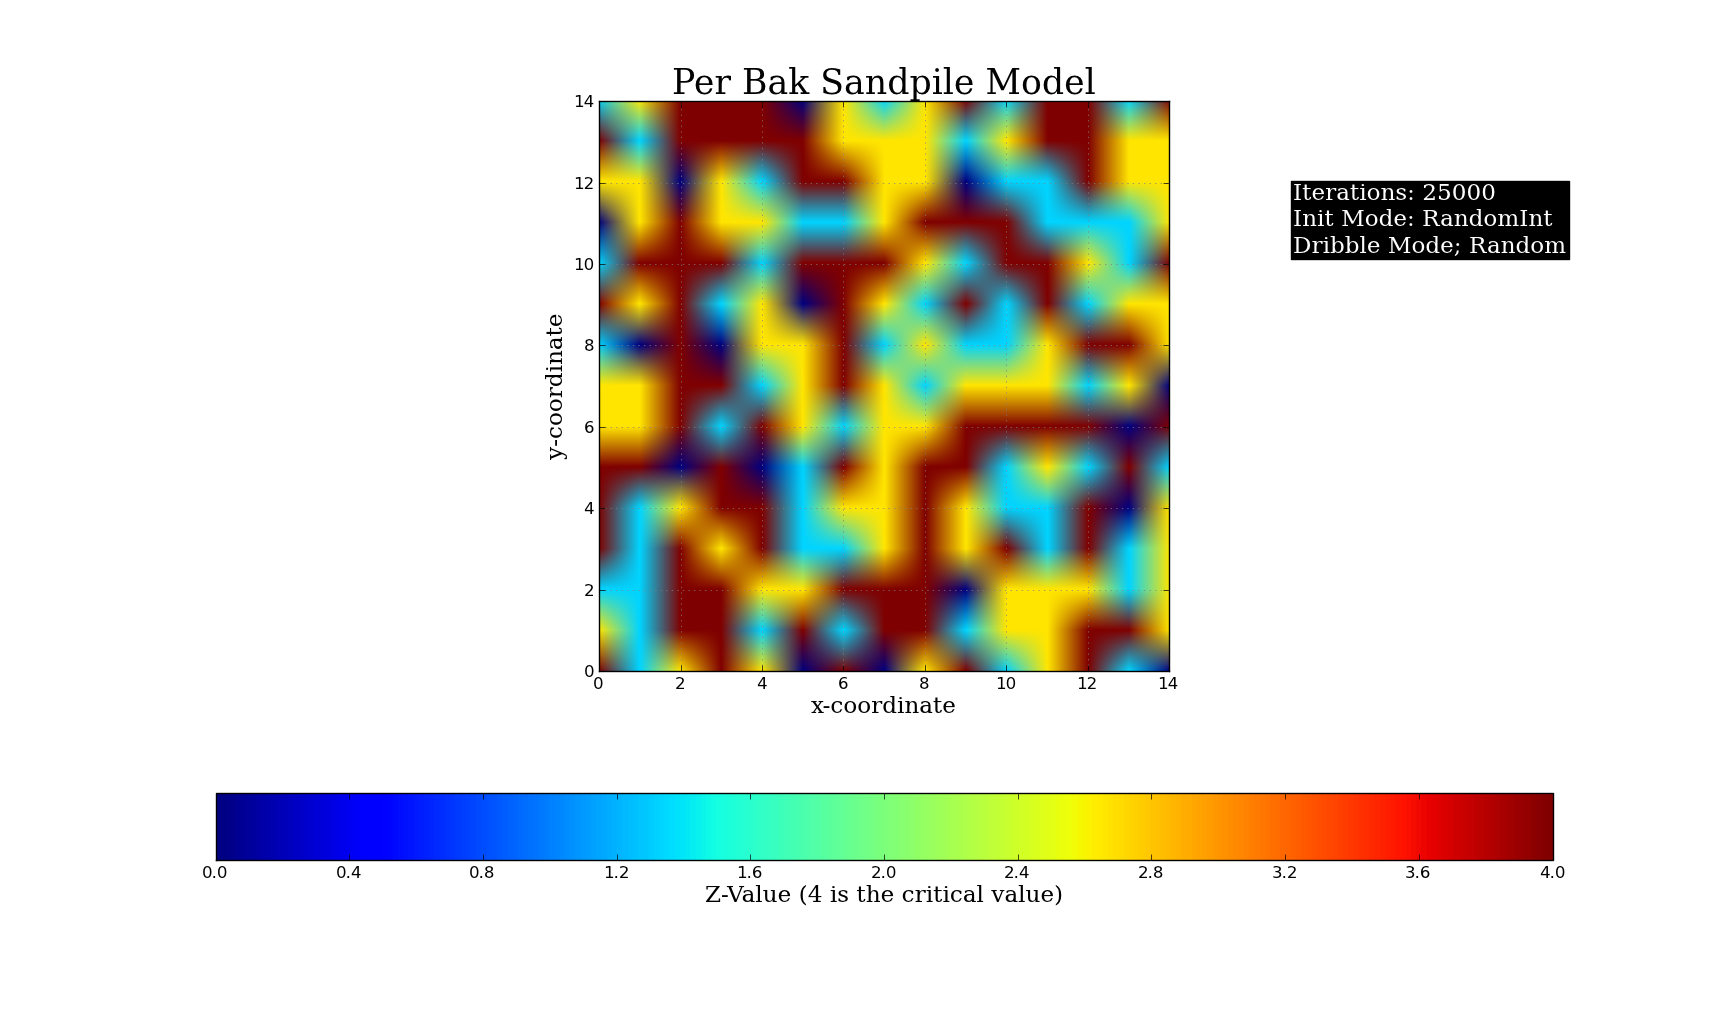 Per Bak Sandpile Model
14
12
10
8
6
4
2
0
y-coordinate
0 2 4 6 8 10 12 14
x-coordinate
Iterations: 25000
Init Mode: RandomInt
Dribble Mode; Random
0.0 0.4 0.8 1.2 1.6 2.0 2.4 2.8 3.2 3.6 4.0
Z-Value (4 is the critical value)